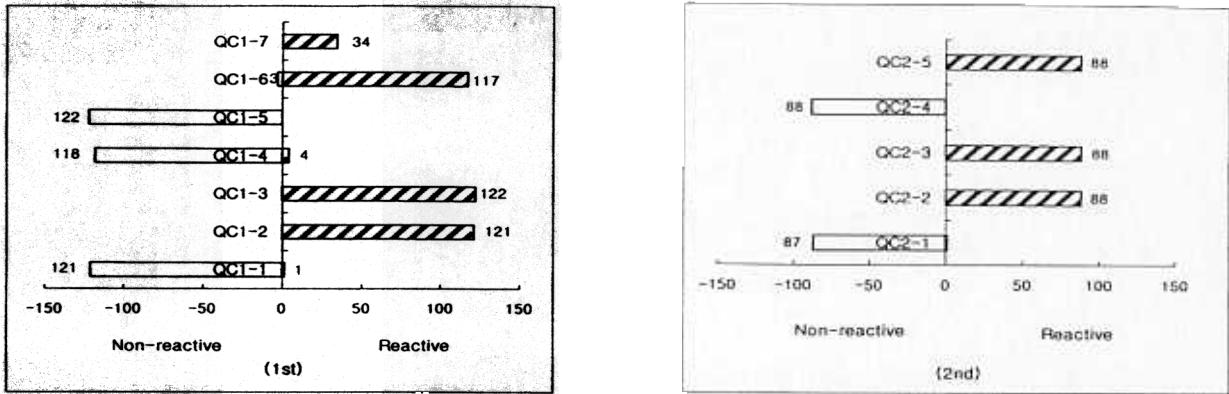 QC1-7 34
QC1-6 3 117
122 QC1-5
118 QC1-4 4
QC1-3 122
QC1-2 121
121 QC1-1 1
-150 -100 -50 0 50 100 150
Non-reactive Reactive
(1st)
QC2-5 88
88 QC2-4
QC2-3 88
QC2-2 88
87 QC2-1
-150 -100 -50 0 50 100 150
Non-reactive Reactive
(2nd)